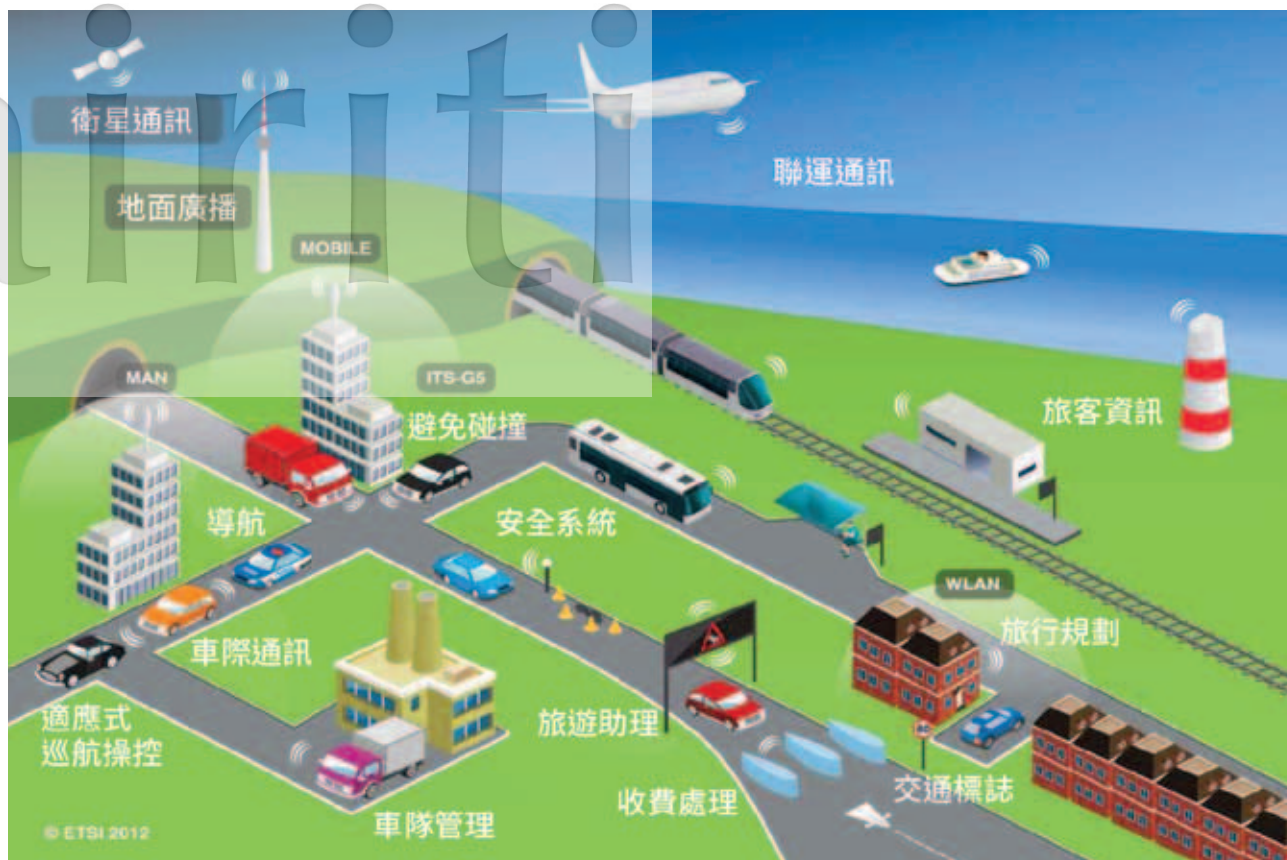 airiti
衛星通訊
地面廣播
聯運通訊
MOBILE
MAN
ITS-G5
避免碰撞
旅客資訊
導航
安全系統
WLAN
旅行規劃
車際通訊
適應式
巡航操控
旅遊助理
收費處理
交通標誌
車隊管理
© ETSI 2012